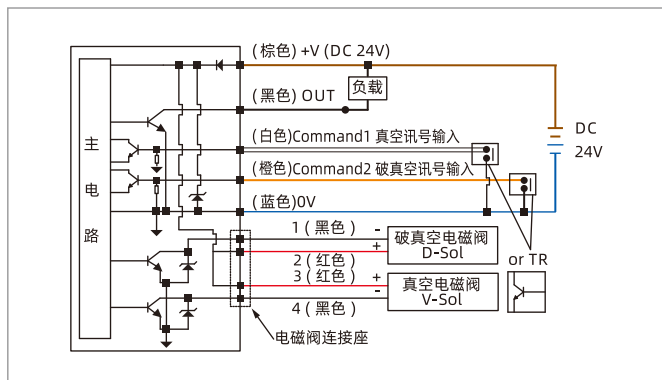 (棕色) +V (DC 24V)
负载
(黑色) OUT
(白色)Command1 真空讯号输入
DC
24V
主电路
(橙色)Command2 破真空讯号输入
(蓝色)0V
1 ( 黑色 )
-
破真空电磁阀
D-Sol
+
2 ( 红色 )
or TR
3 ( 红色 )
+
真空电磁阀
V-Sol
-
4 ( 黑色 )
电磁阀连接座